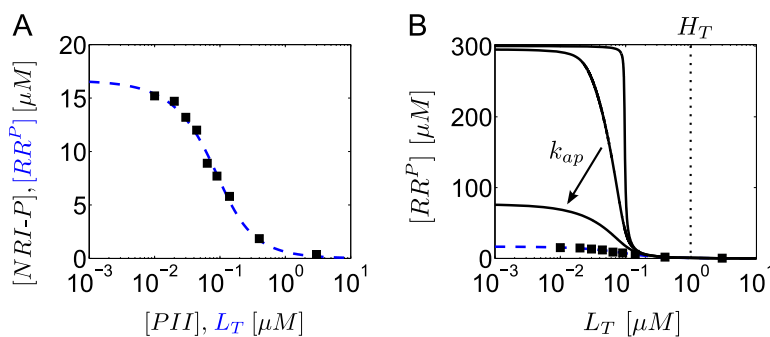 A
B
[NRI-P],[RR^P] [μM]
20
15
10
5
0
10^-3
10^-2
10^-1
10^0
10^1
[PII], L_T [μM]
H_T
[RR^P] [μM]
300
200
100
0
k_ap
10^-3
10^-2
10^-1
10^0
10^1
L_T [μM]